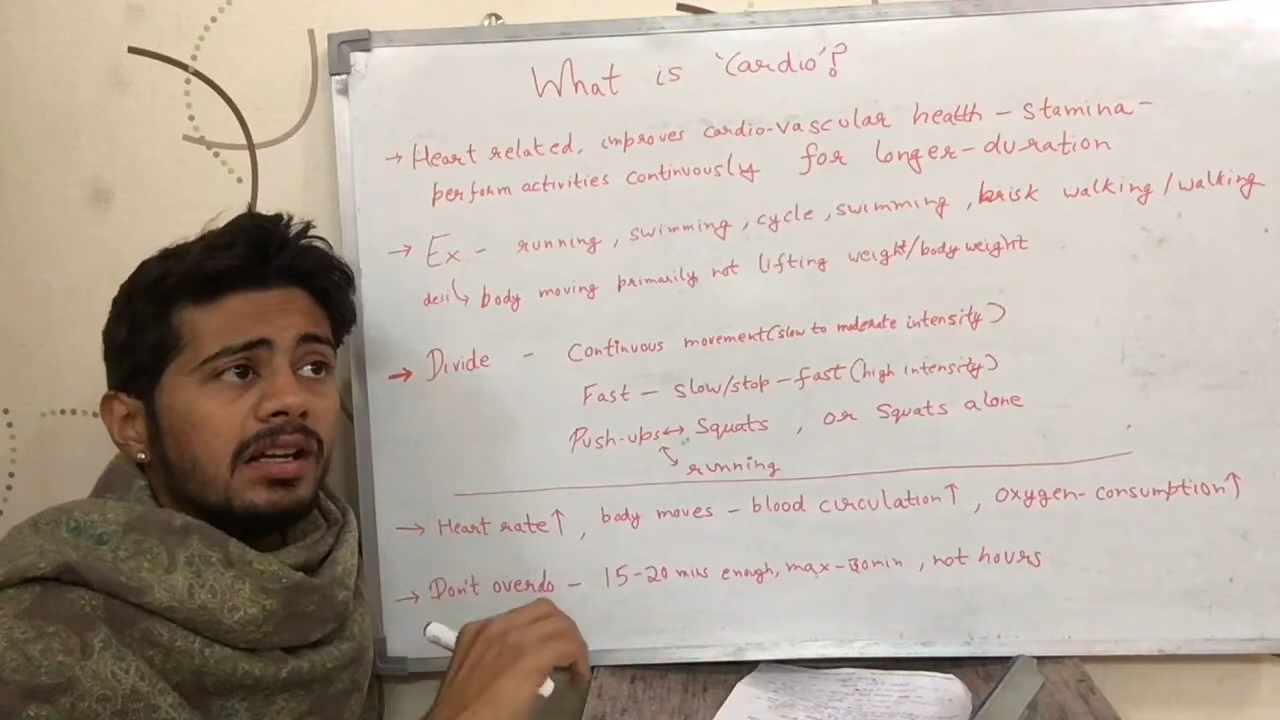 What is 'Cardio'?
→ Heart related, improves cardio-vascular health - stamina -
perform activities continuously for longer-duration
→ Ex - running, swimming, cycle, swimming, brisk walking/walking
body moving primarily not lifting weight/body weight
→ Divide - Continuous movement (slow to moderate intensity)
Fast - slow/stop - fast (high intensity)
Push-ups ↔ Squats, or Squats alone
running
→ Heart rate↑, body moves - blood circulation↑, oxygen-consumption↑
→ Don't overdo - 15-20 mins enough, max - 30min, not hours